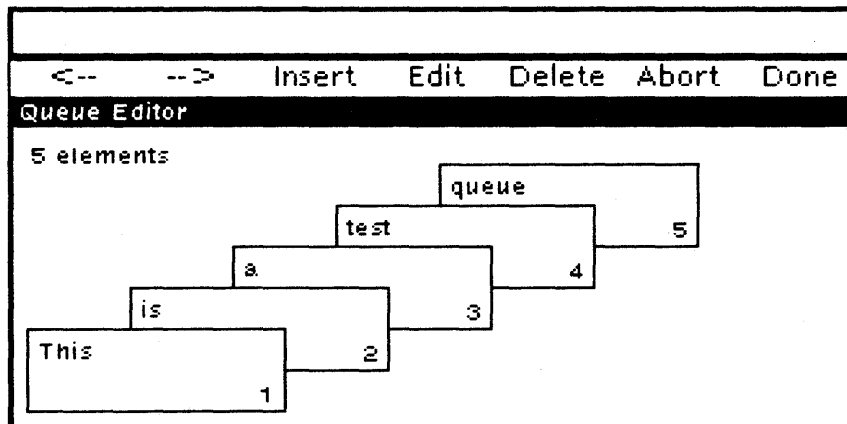 <-- --> Insert Edit Delete Abort Done
Queue Editor
5 elements
queue
5
test
4
a
3
is
2
This
1